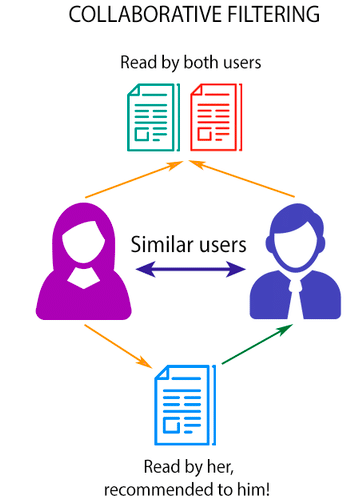 COLLABORATIVE FILTERING
Read by both users
Similar users
Read by her,
recommended to him!